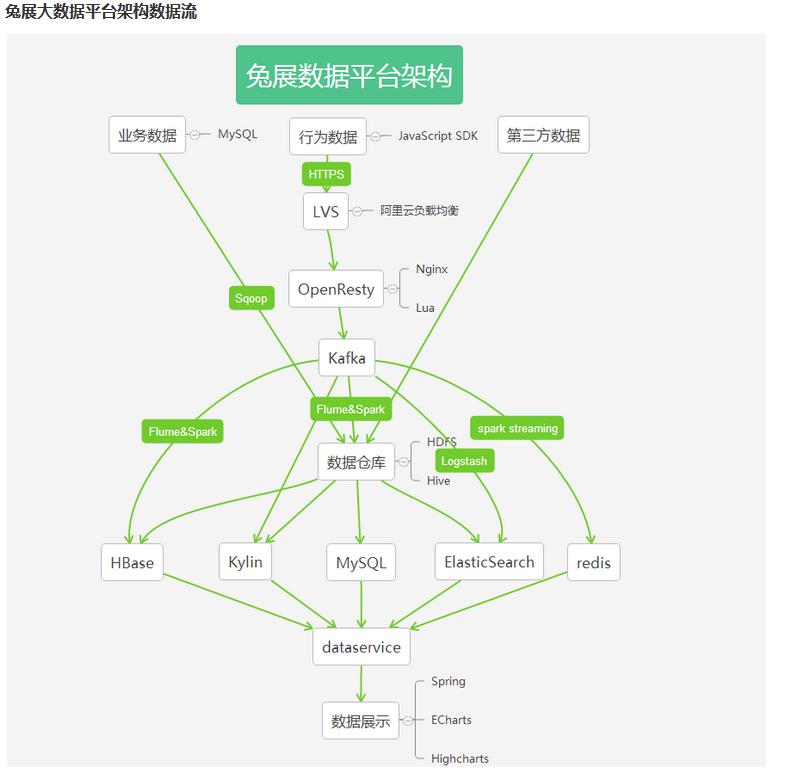 兔展大数据平台架构数据流
兔展数据平台架构
业务数据
MySQL
行为数据
JavaScript SDK
第三方数据
HTTPS
LVS
阿里云负载均衡
OpenResty
Nginx
Lua
Sqoop
Kafka
Flume&Spark
Flume&Spark
spark streaming
数据仓库
HDFS
Logstash
Hive
HBase
Kylin
MySQL
ElasticSearch
redis
dataservice
Spring
数据展示
ECharts
Highcharts